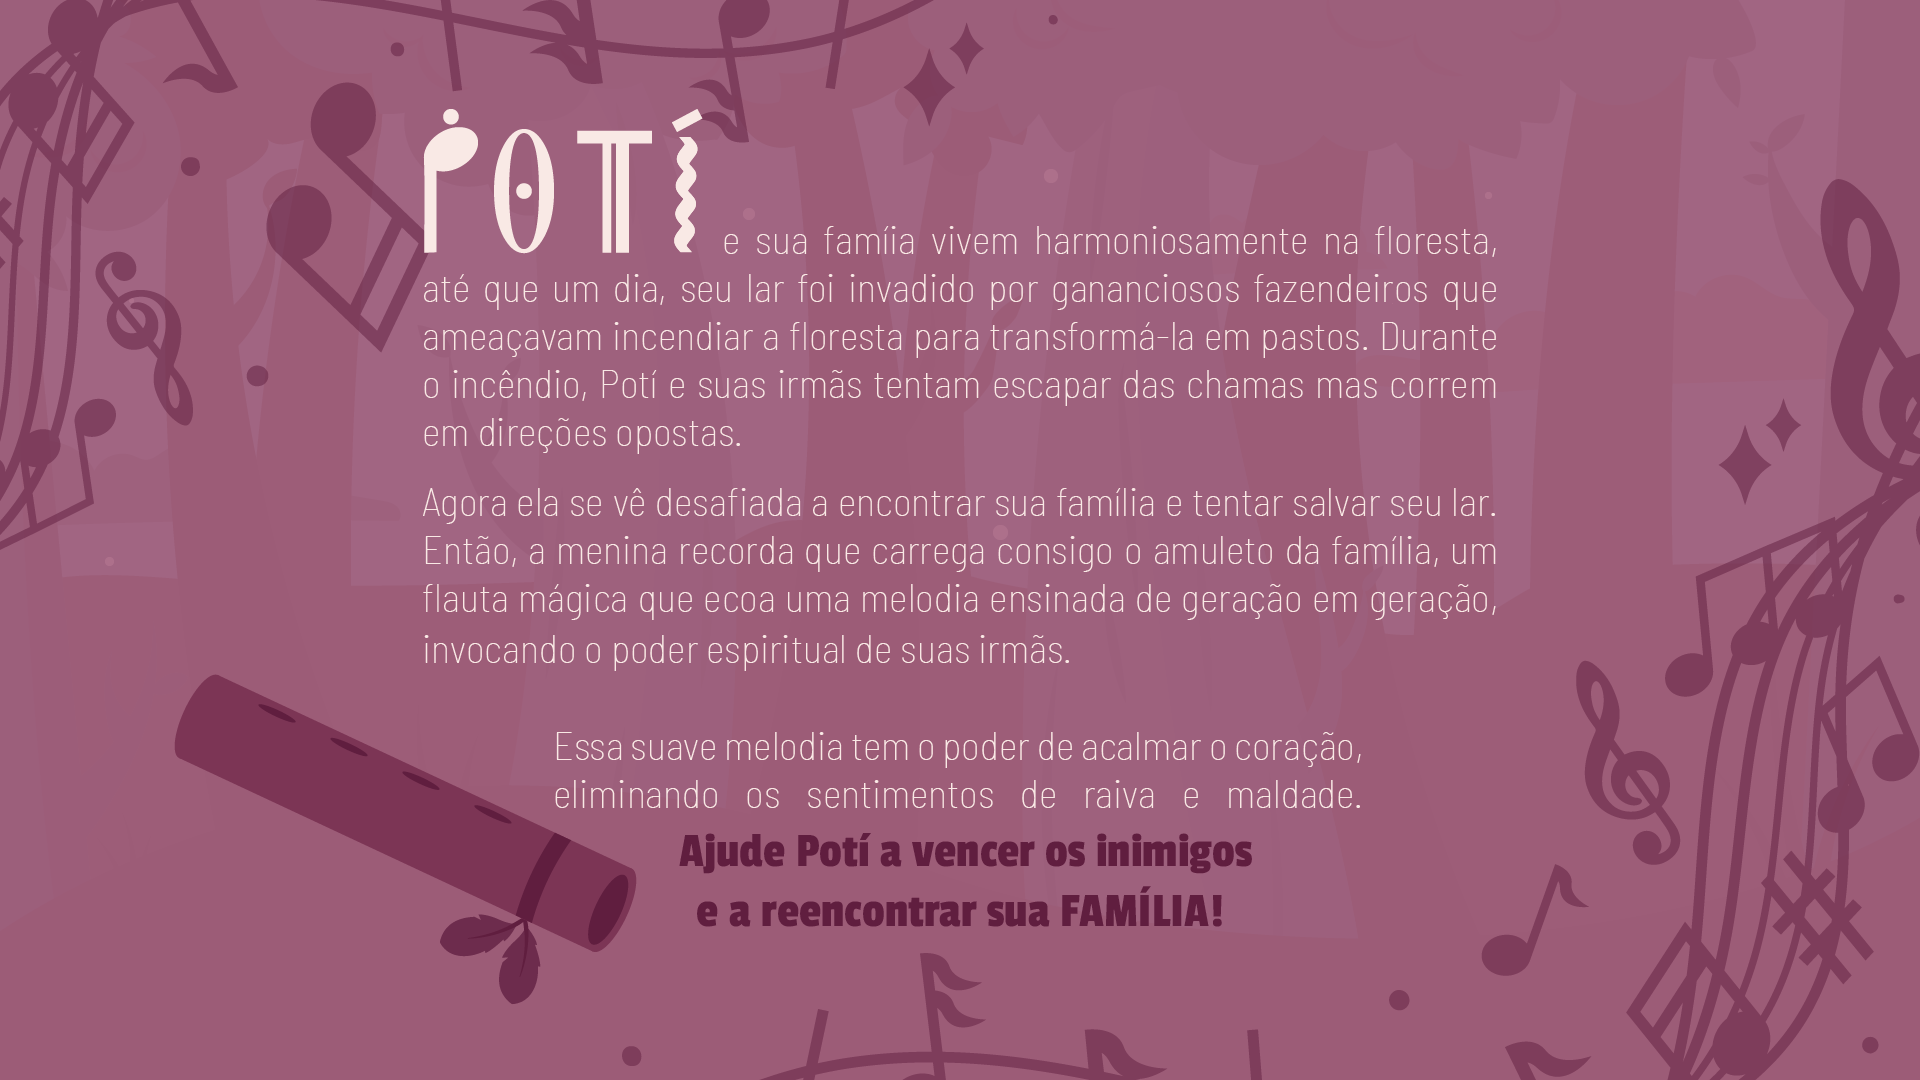 POTÍ e sua famíia vivem harmoniosamente na floresta,
até que um dia, seu lar foi invadido por gananciosos fazendeiros que
ameaçavam incendiar a floresta para transformá-la em pastos. Durante
o incêndio, Potí e suas irmãs tentam escapar das chamas mas correm
em direções opostas.
Agora ela se vê desafiada a encontrar sua família e tentar salvar seu lar.
Então, a menina recorda que carrega consigo o amuleto da família, um
flauta mágica que ecoa uma melodia ensinada de geração em geração,
invocando o poder espiritual de suas irmãs.
Essa suave melodia tem o poder de acalmar o coração,
eliminando os sentimentos de raiva e maldade.
Ajude Potí a vencer os inimigos
e a reencontrar sua FAMÍLIA!